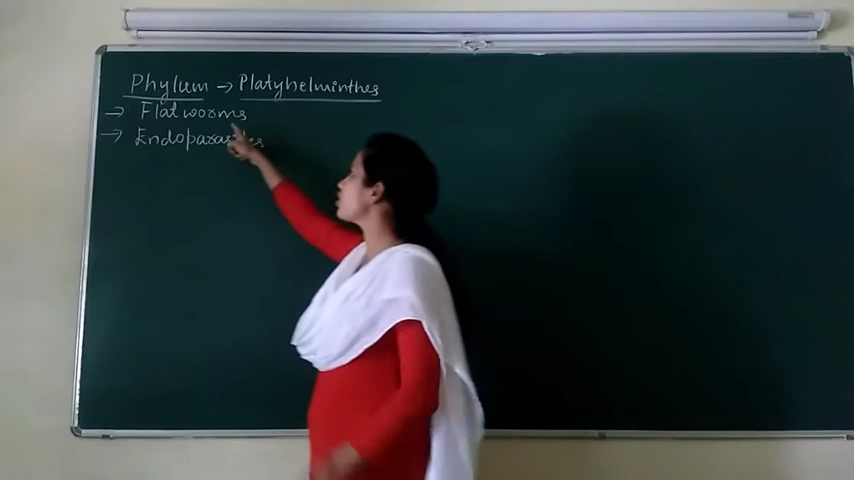 Phylum → Platyhelminthes
→ Flatworms
→ Endoparasites